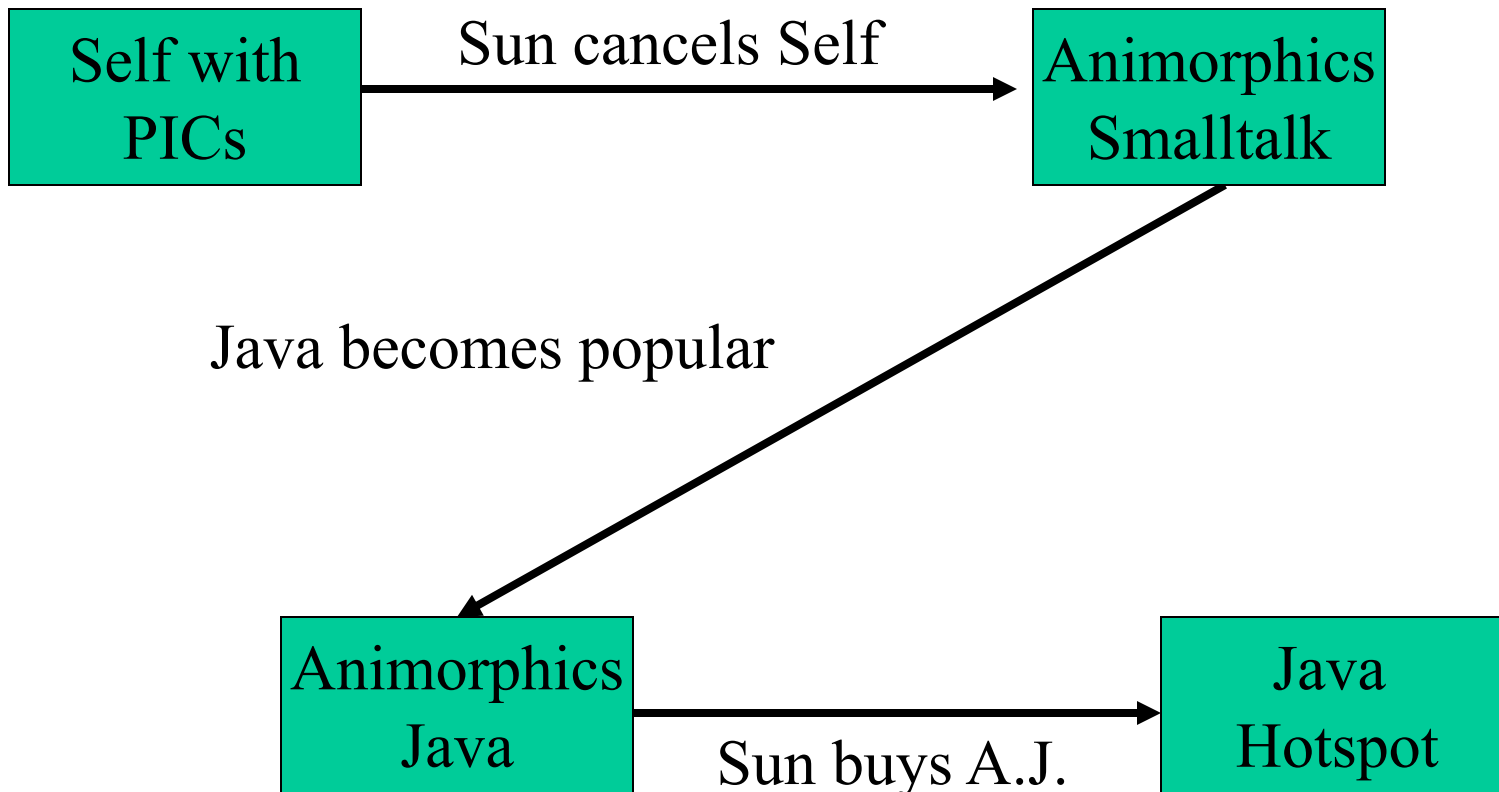 Self with
PICs
Sun cancels Self
Animorphics
Smalltalk
Java becomes popular
Animorphics
Java
Sun buys A.J.
Java
Hotspot